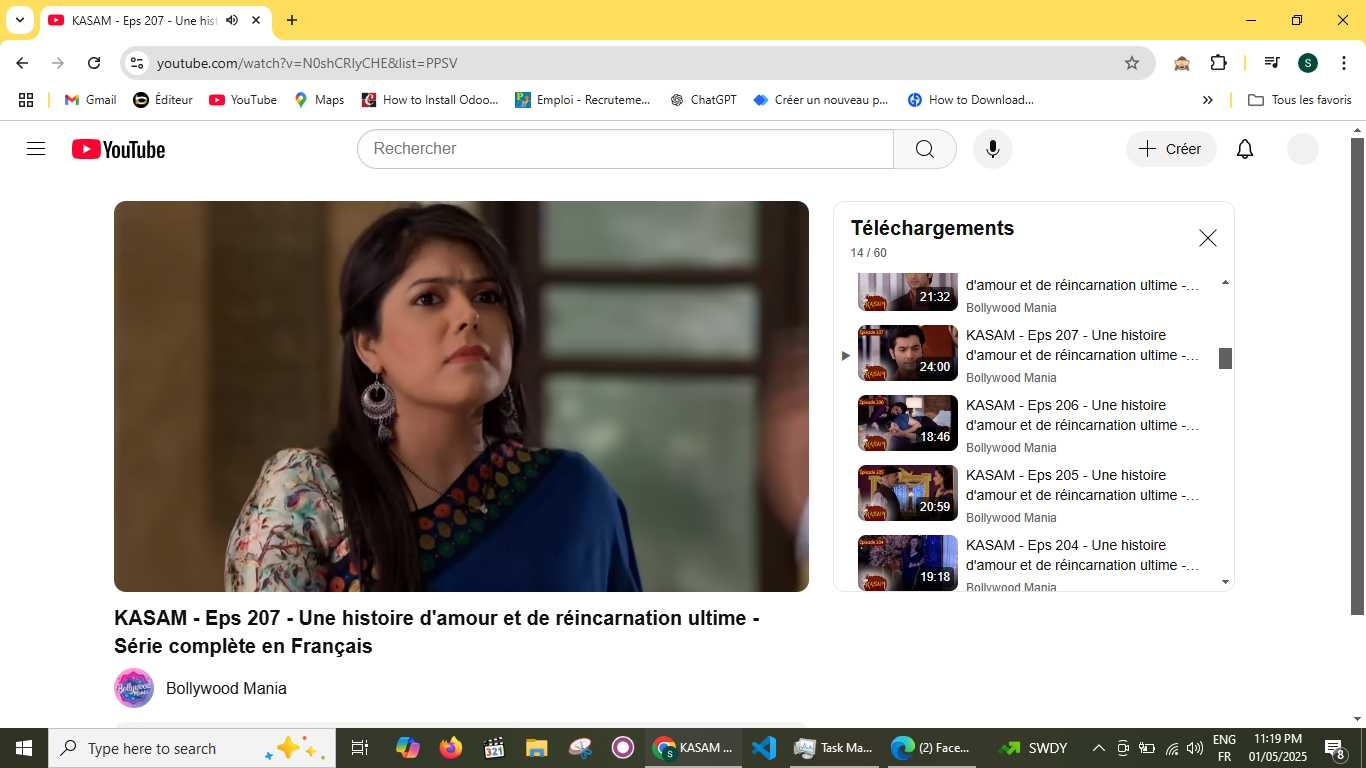 KASAM - Eps 207 - Une hist
youtube.com/watch?v=N0shCRIyCHE&list=PPSV
S
Gmail
Éditeur
YouTube
Maps
How to Install Odoo...
Emploi - Recruteme...
ChatGPT
Créer un nouveau p...
How to Download...
Tous les favoris
YouTube
Rechercher
Créer
Téléchargements
14 / 60
21:32
d'amour et de réincarnation ultime -...
Bollywood Mania
24:00
KASAM - Eps 207 - Une histoire
d'amour et de réincarnation ultime -...
Bollywood Mania
18:46
KASAM - Eps 206 - Une histoire
d'amour et de réincarnation ultime -...
Bollywood Mania
20:59
KASAM - Eps 205 - Une histoire
d'amour et de réincarnation ultime -...
Bollywood Mania
19:18
KASAM - Eps 204 - Une histoire
d'amour et de réincarnation ultime -...
Bollywood Mania
KASAM - Eps 207 - Une histoire d'amour et de réincarnation ultime -
Série complète en Français
Bollywood Mania
Type here to search
KASAM ...
Task Ma...
(2) Face...
SWDY
ENG
FR
11:19 PM
01/05/2025
8